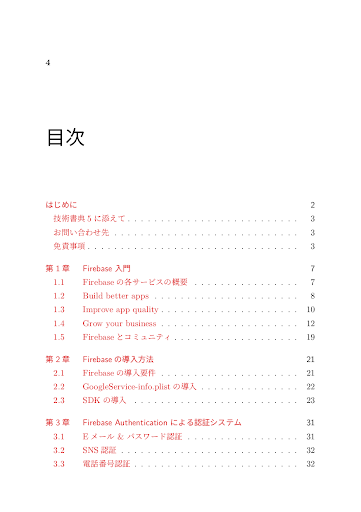 4
目次
はじめに 2
技術書典 5 に添えて . . . . . . . . . . . . . . . . . . . . . . . . . . 3
お問い合わせ先 . . . . . . . . . . . . . . . . . . . . . . . . . . . . 3
免責事項 . . . . . . . . . . . . . . . . . . . . . . . . . . . . . . . . 3
第 1 章 Firebase 入門 7
1.1 Firebase の各サービスの概要 . . . . . . . . . . . . . . . . 7
1.2 Build better apps . . . . . . . . . . . . . . . . . . . . . . 8
1.3 Improve app quality . . . . . . . . . . . . . . . . . . . . . 10
1.4 Grow your business . . . . . . . . . . . . . . . . . . . . . 12
1.5 Firebase とコミュニティ . . . . . . . . . . . . . . . . . . . 19
第 2 章 Firebase の導入方法 21
2.1 Firebase の導入要件 . . . . . . . . . . . . . . . . . . . . . 21
2.2 GoogleService-info.plist の導入 . . . . . . . . . . . . . . . 22
2.3 SDK の導入 . . . . . . . . . . . . . . . . . . . . . . . . . 23
第 3 章 Firebase Authentication による認証システム 31
3.1 E メール & パスワード認証 . . . . . . . . . . . . . . . . . 31
3.2 SNS 認証 . . . . . . . . . . . . . . . . . . . . . . . . . . . 32
3.3 電話番号認証 . . . . . . . . . . . . . . . . . . . . . . . . . 32